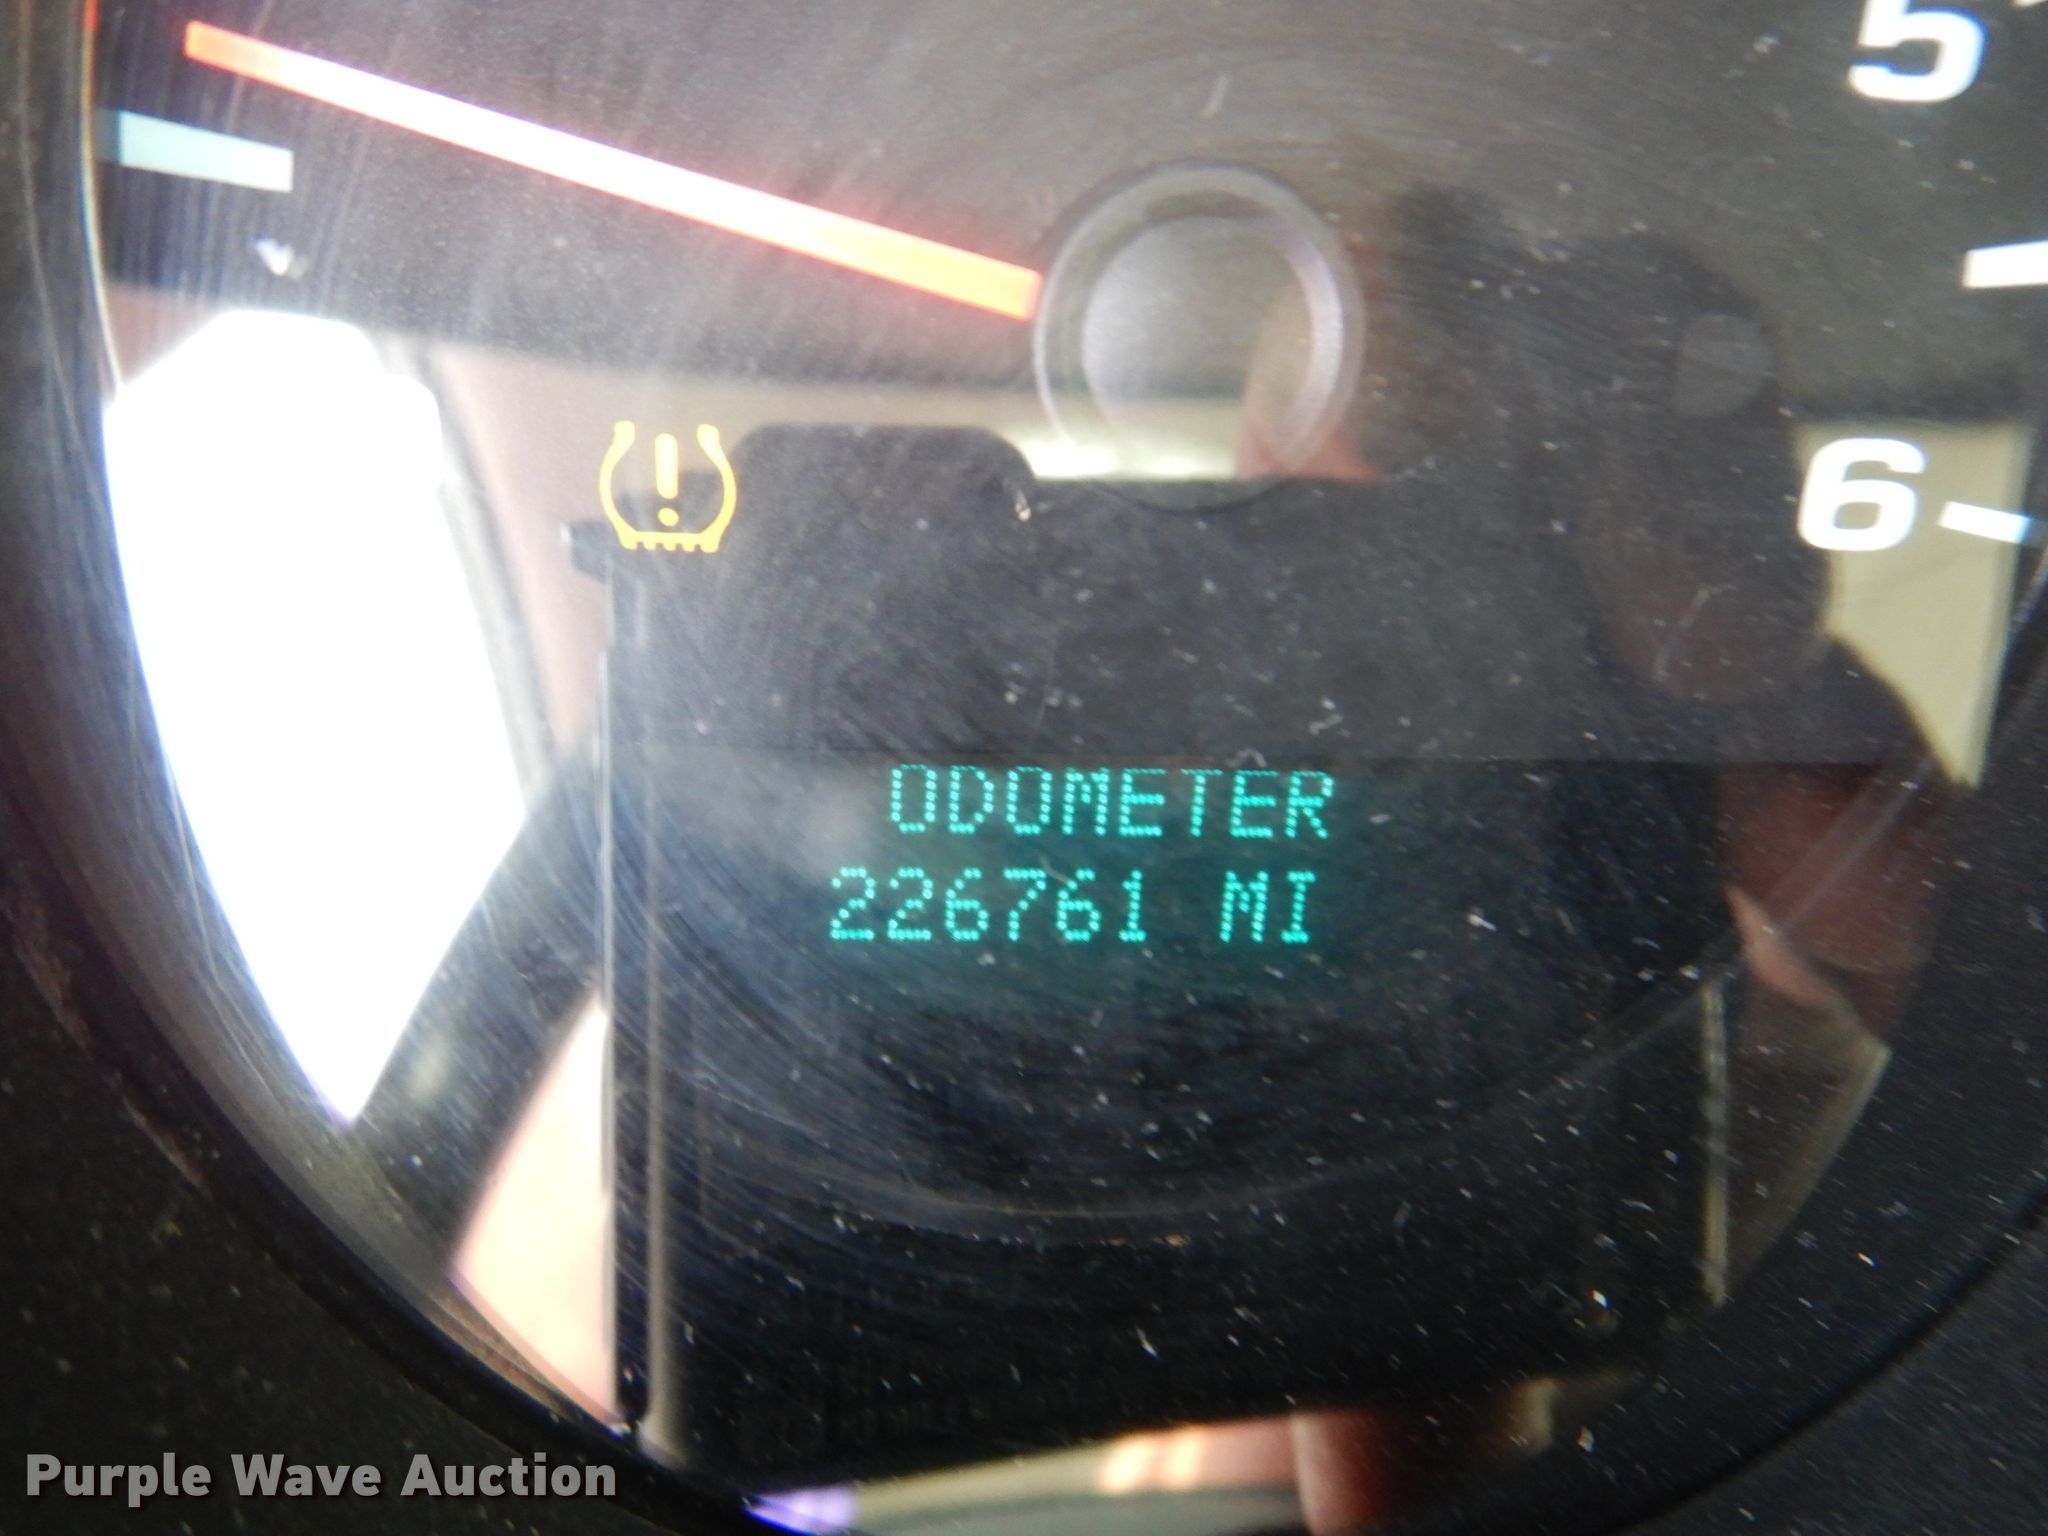 5
6
ODOMETER
226761 MI
Purple Wave Auction